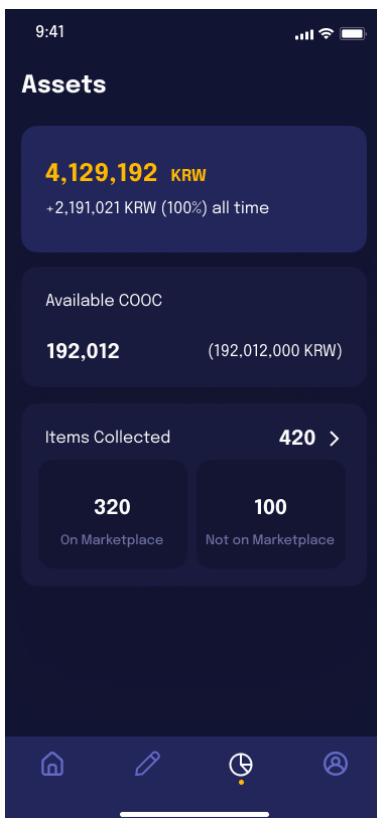 9:41
Assets
4,129,192 KRW
+2,191,021 KRW (100%) all time
Available COOC
192,012 (192,012,000 KRW)
Items Collected 420 >
320 100
On Marketplace Not on Marketplace